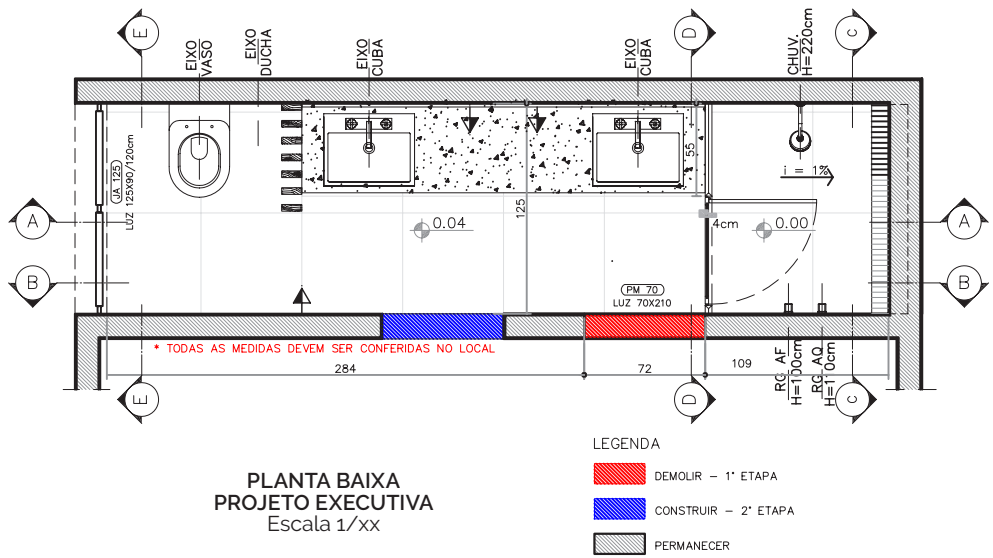 E
D
c
EIXO
VASO
EIXO
DUCHA
EIXO
CUBA
EIXO
CUBA
CHUV.
H=220cm
JA 125
LUZ 125X90/120cm
55
i = 1%
125
A
0.04
4cm
0.00
A
B
PM 70
LUZ 70X210
B
* TODAS AS MEDIDAS DEVEM SER CONFERIDAS NO LOCAL
284
72
109
RG AF
H=100cm
RG AQ
H=110cm
E
D
c
PLANTA BAIXA
PROJETO EXECUTIVA
Escala 1/xx
LEGENDA
DEMOLIR - 1° ETAPA
CONSTRUIR - 2° ETAPA
PERMANECER